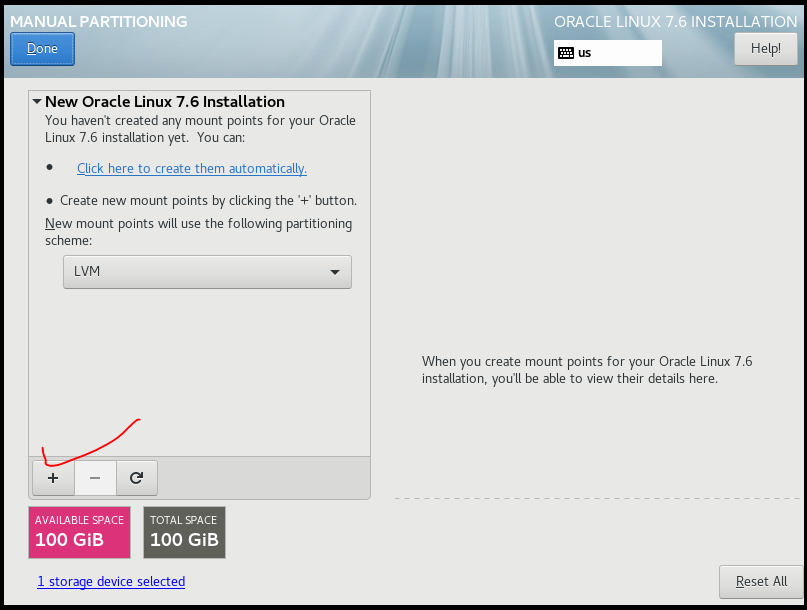 MANUAL PARTITIONING
ORACLE LINUX 7.6 INSTALLATION
Done
us
Help!
New Oracle Linux 7.6 Installation
You haven't created any mount points for your Oracle
Linux 7.6 installation yet.  You can:
● Click here to create them automatically.
● Create new mount points by clicking the '+' button.
New mount points will use the following partitioning
scheme:
LVM
When you create mount points for your Oracle Linux 7.6
installation, you'll be able to view their details here.
+ −
AVAILABLE SPACE
100 GiB
TOTAL SPACE
100 GiB
1 storage device selected
Reset All